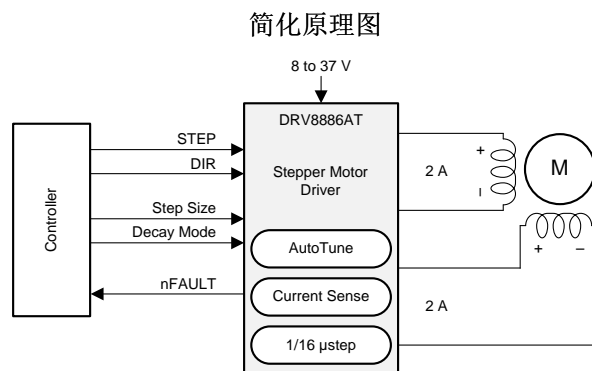 简化原理图
8 to 37 V
DRV8886AT
Stepper Motor
Driver
Controller
STEP
DIR
Step Size
Decay Mode
nFAULT
AutoTune
Current Sense
1/16 µstep
+
2 A
−
M
+ −
2 A